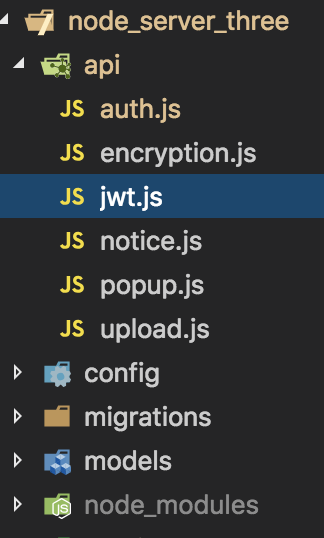 node_server_three
api
JS auth.js
JS encryption.js
JS jwt.js
JS notice.js
JS popup.js
JS upload.js
config
migrations
models
node_modules